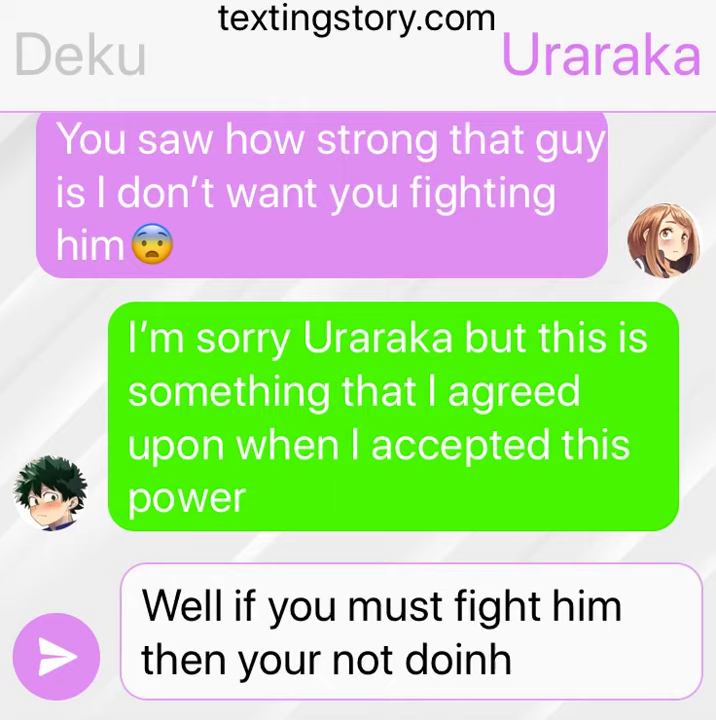 textingstory.com
Deku Uraraka
You saw how strong that guy
is I don’t want you fighting
him😨
I’m sorry Uraraka but this is
something that I agreed
upon when I accepted this
power
Well if you must fight him
then your not doinh